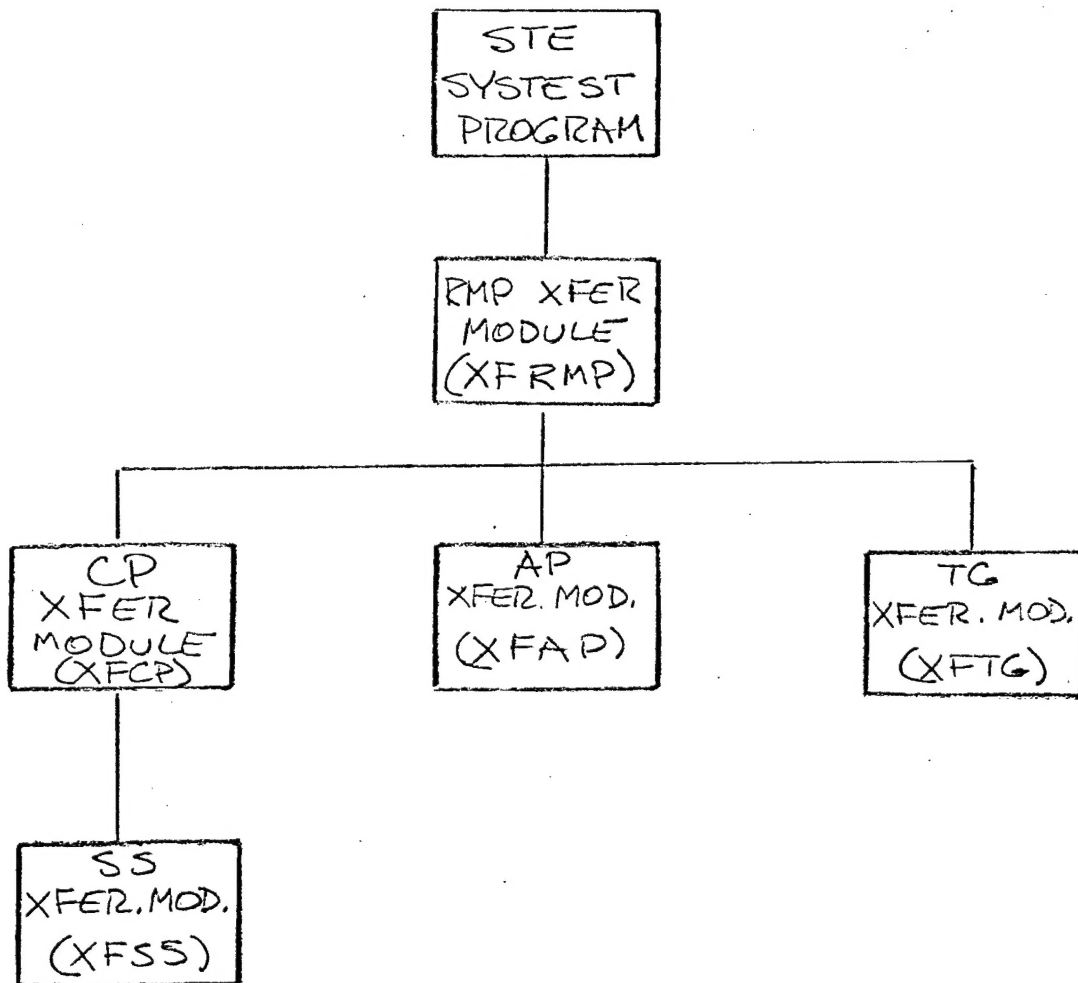 STE
SYSTEST
PROGRAM
RMP XFER
MODULE
(XFRMP)
CP
XFER
MODULE
(XFCP)
AP
XFER. MOD.
(XFAP)
TG
XFER. MOD.
(XFTG)
SS
XFER. MOD.
(XFSS)